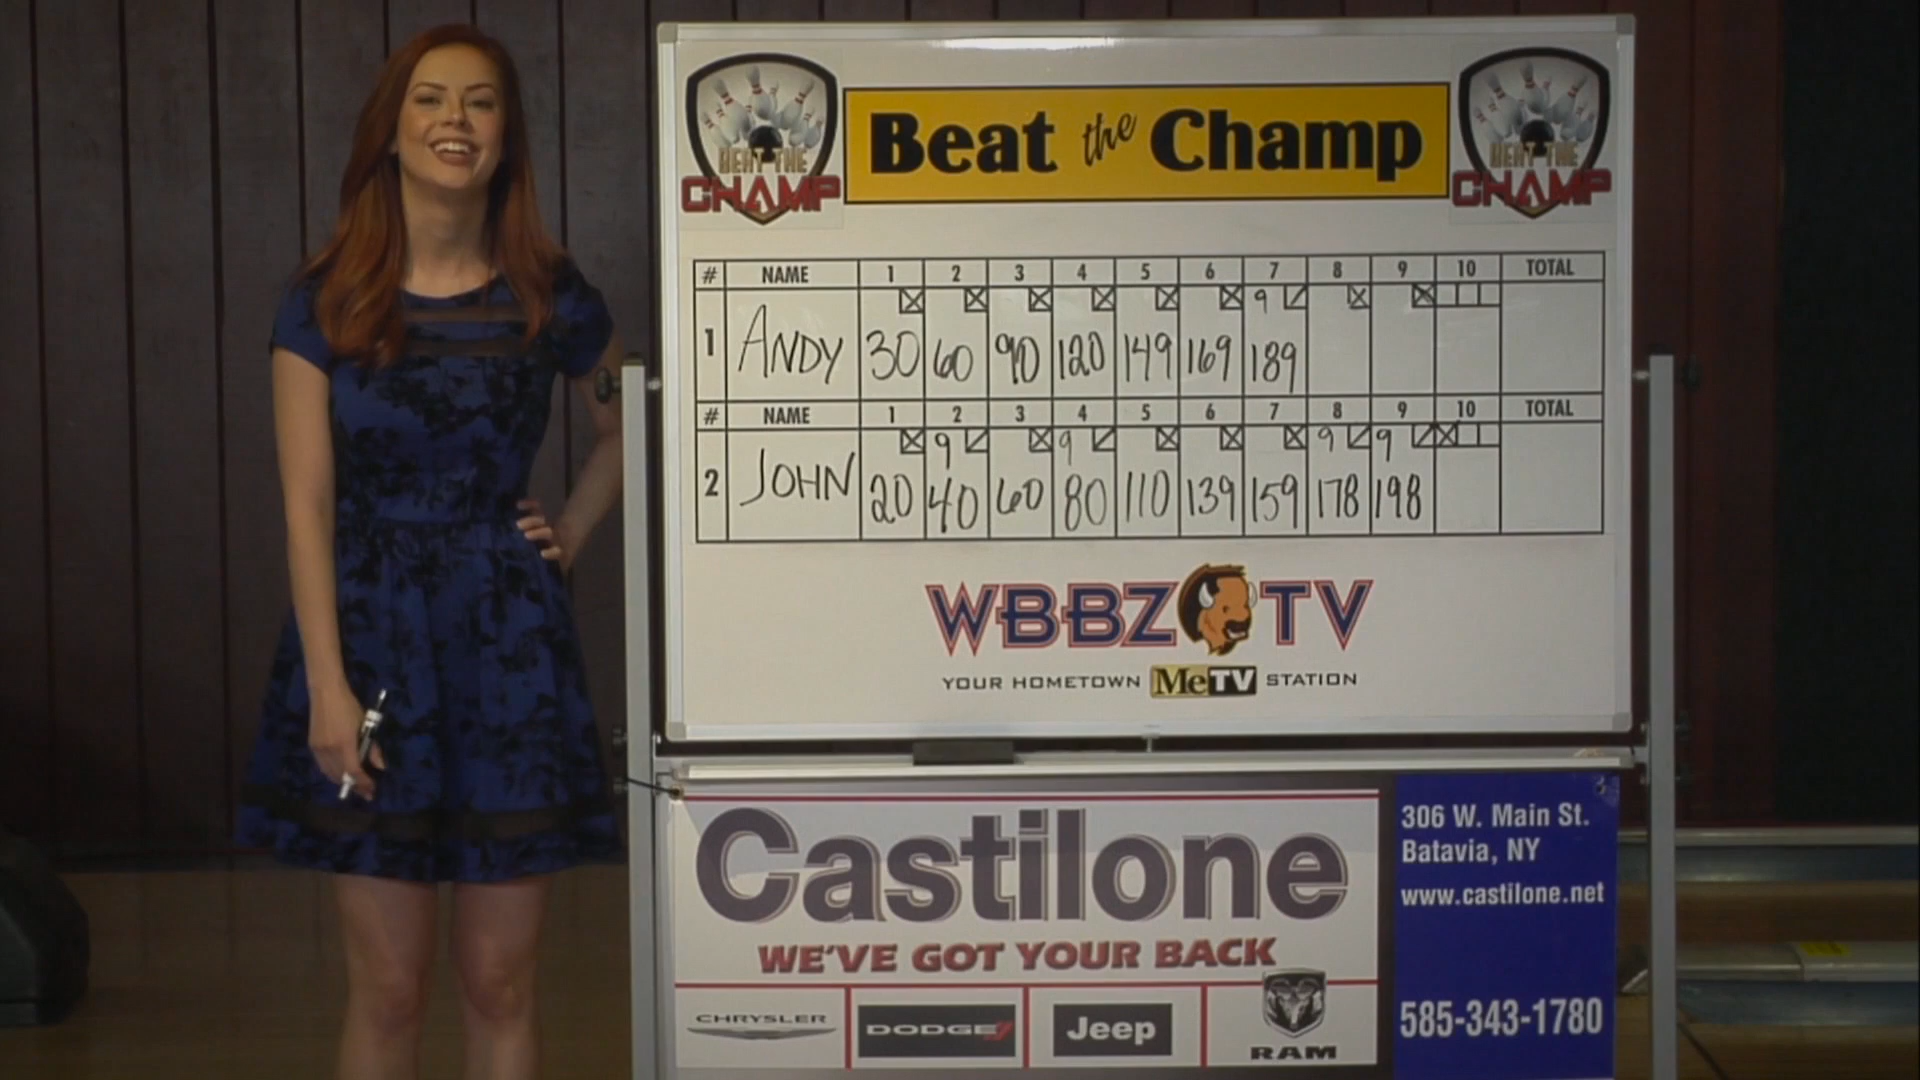 BEAT THE CHAMP
Beat the Champ
BEAT THE CHAMP
# NAME 1 2 3 4 5 6 7 8 9 10 TOTAL
X X X X X X 9 / X X
1 ANDY 30 60 90 120 149 169 189
# NAME 1 2 3 4 5 6 7 8 9 10 TOTAL
X 9 / X 9 / X X X 9 / 9 / X
2 JOHN 20 40 60 80 110 139 159 178 198
WBBZ TV
YOUR HOMETOWN MeTV STATION
Castilone
WE'VE GOT YOUR BACK
CHRYSLER DODGE Jeep RAM
306 W. Main St.
Batavia, NY
www.castilone.net
585-343-1780